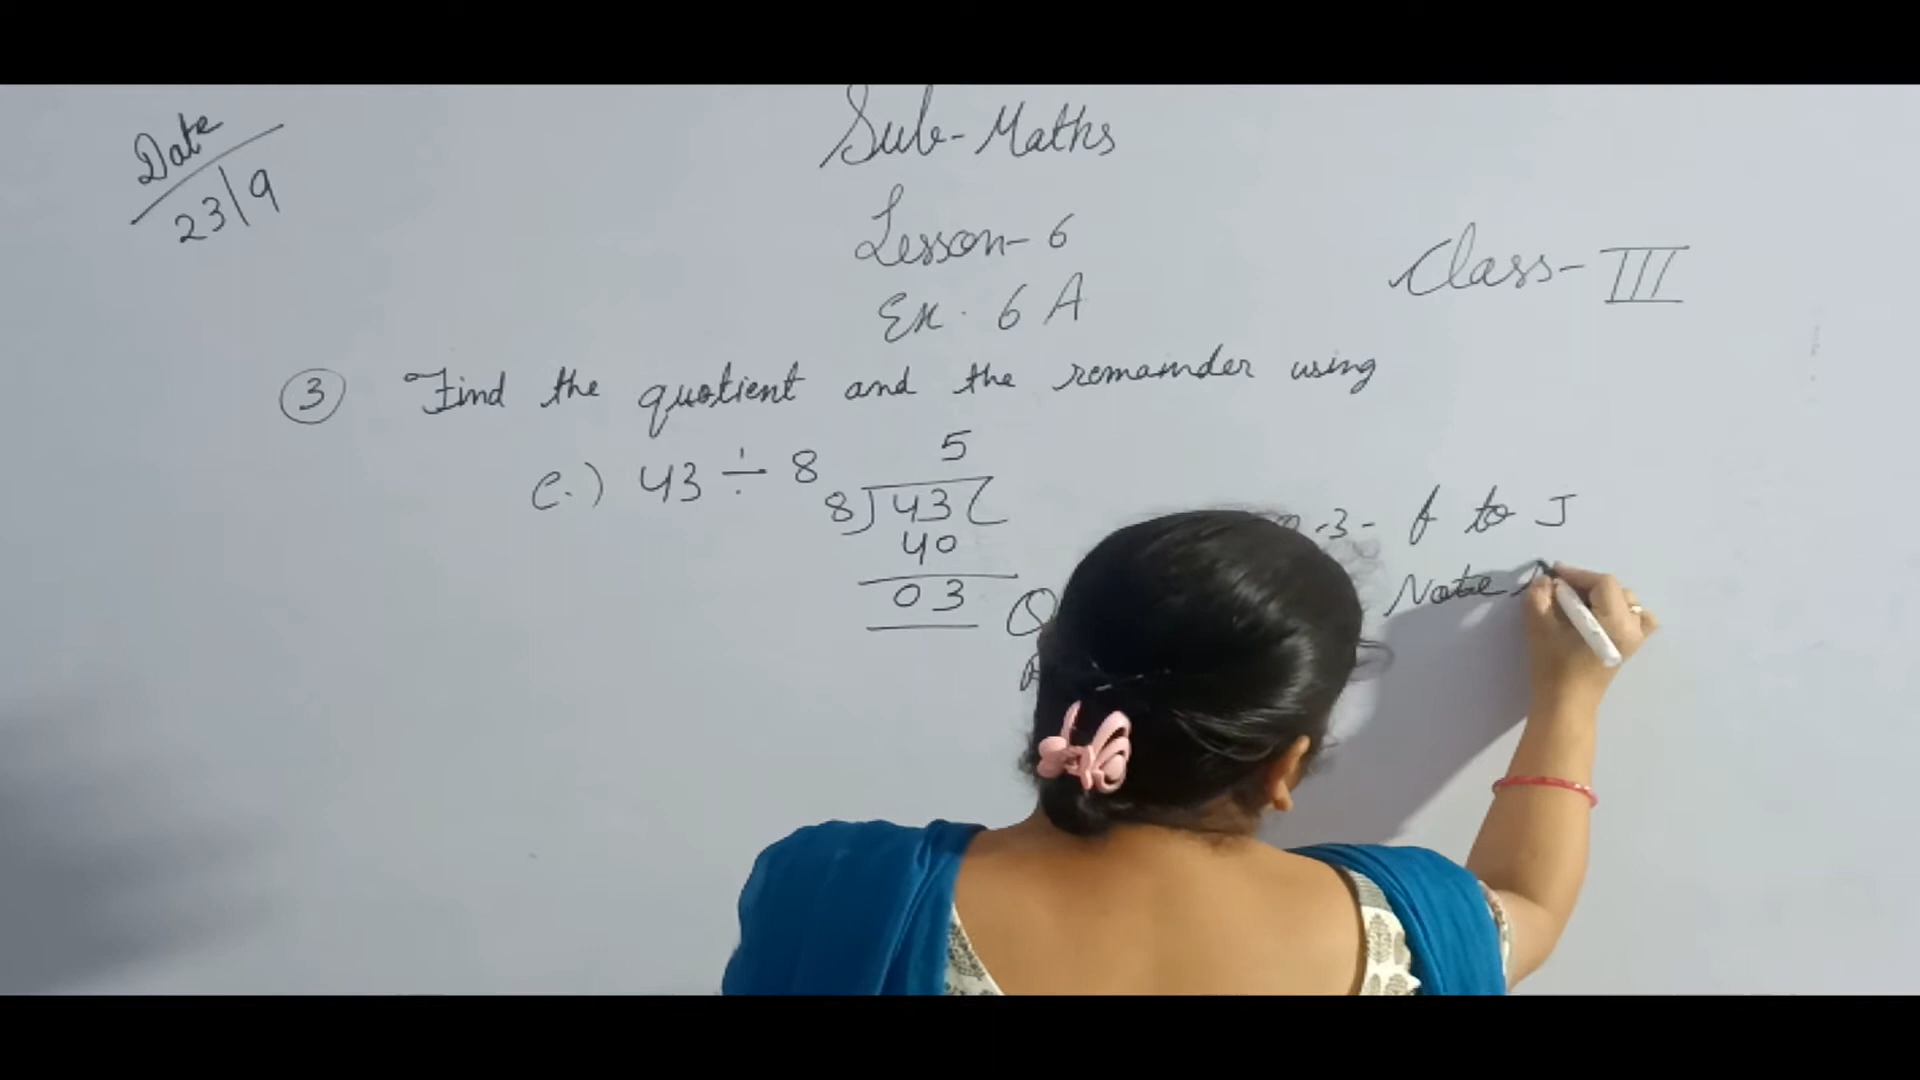 Date
23/9
Sub-Maths
Lesson-6
Ex. 6 A
Class-III
3 Find the quotient and the remainder using
C.) 43 ÷ 8
5
8)43(
40
03
Q
-3- f to J
Note